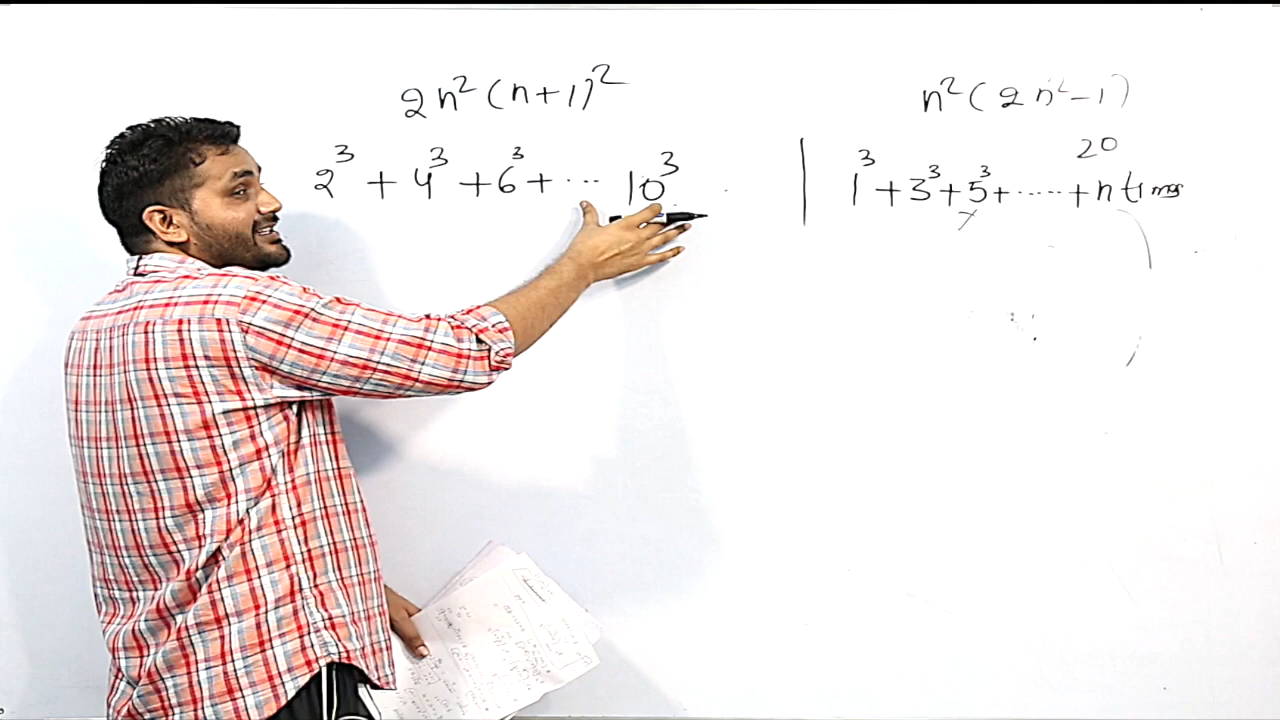 2n²(n+1)²
2³ + 4³ + 6³ + ... 10³
n²(2n²-1)
20
1³ + 3³ + 5³ + ...... + n times